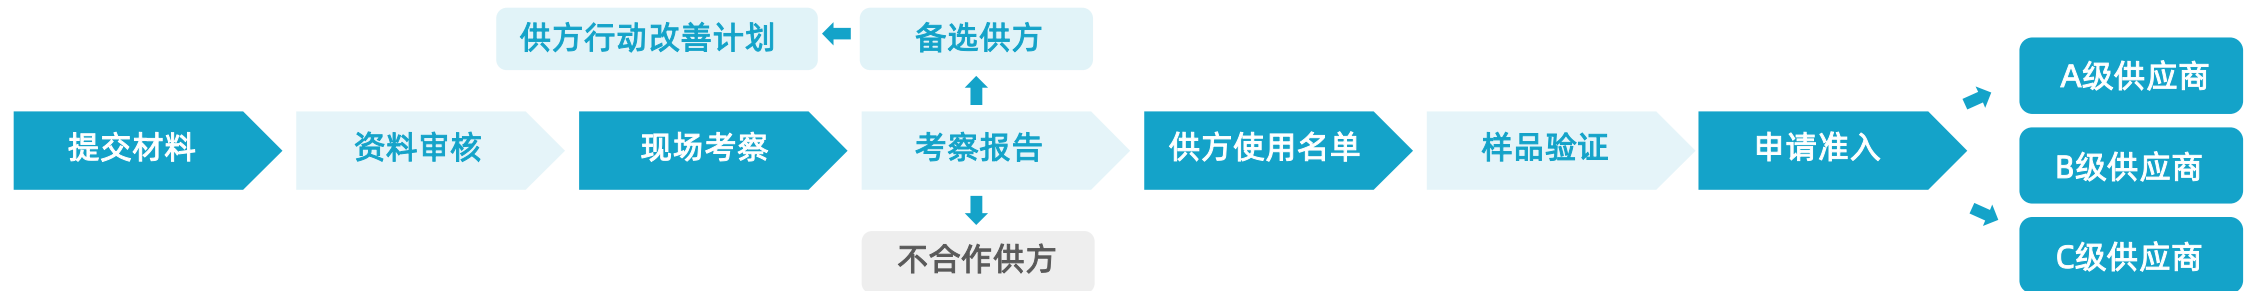 供方行动改善计划
备选供方
提交材料
资料审核
现场考察
考察报告
供方使用名单
样品验证
申请准入
不合作供方
A级供应商
B级供应商
C级供应商